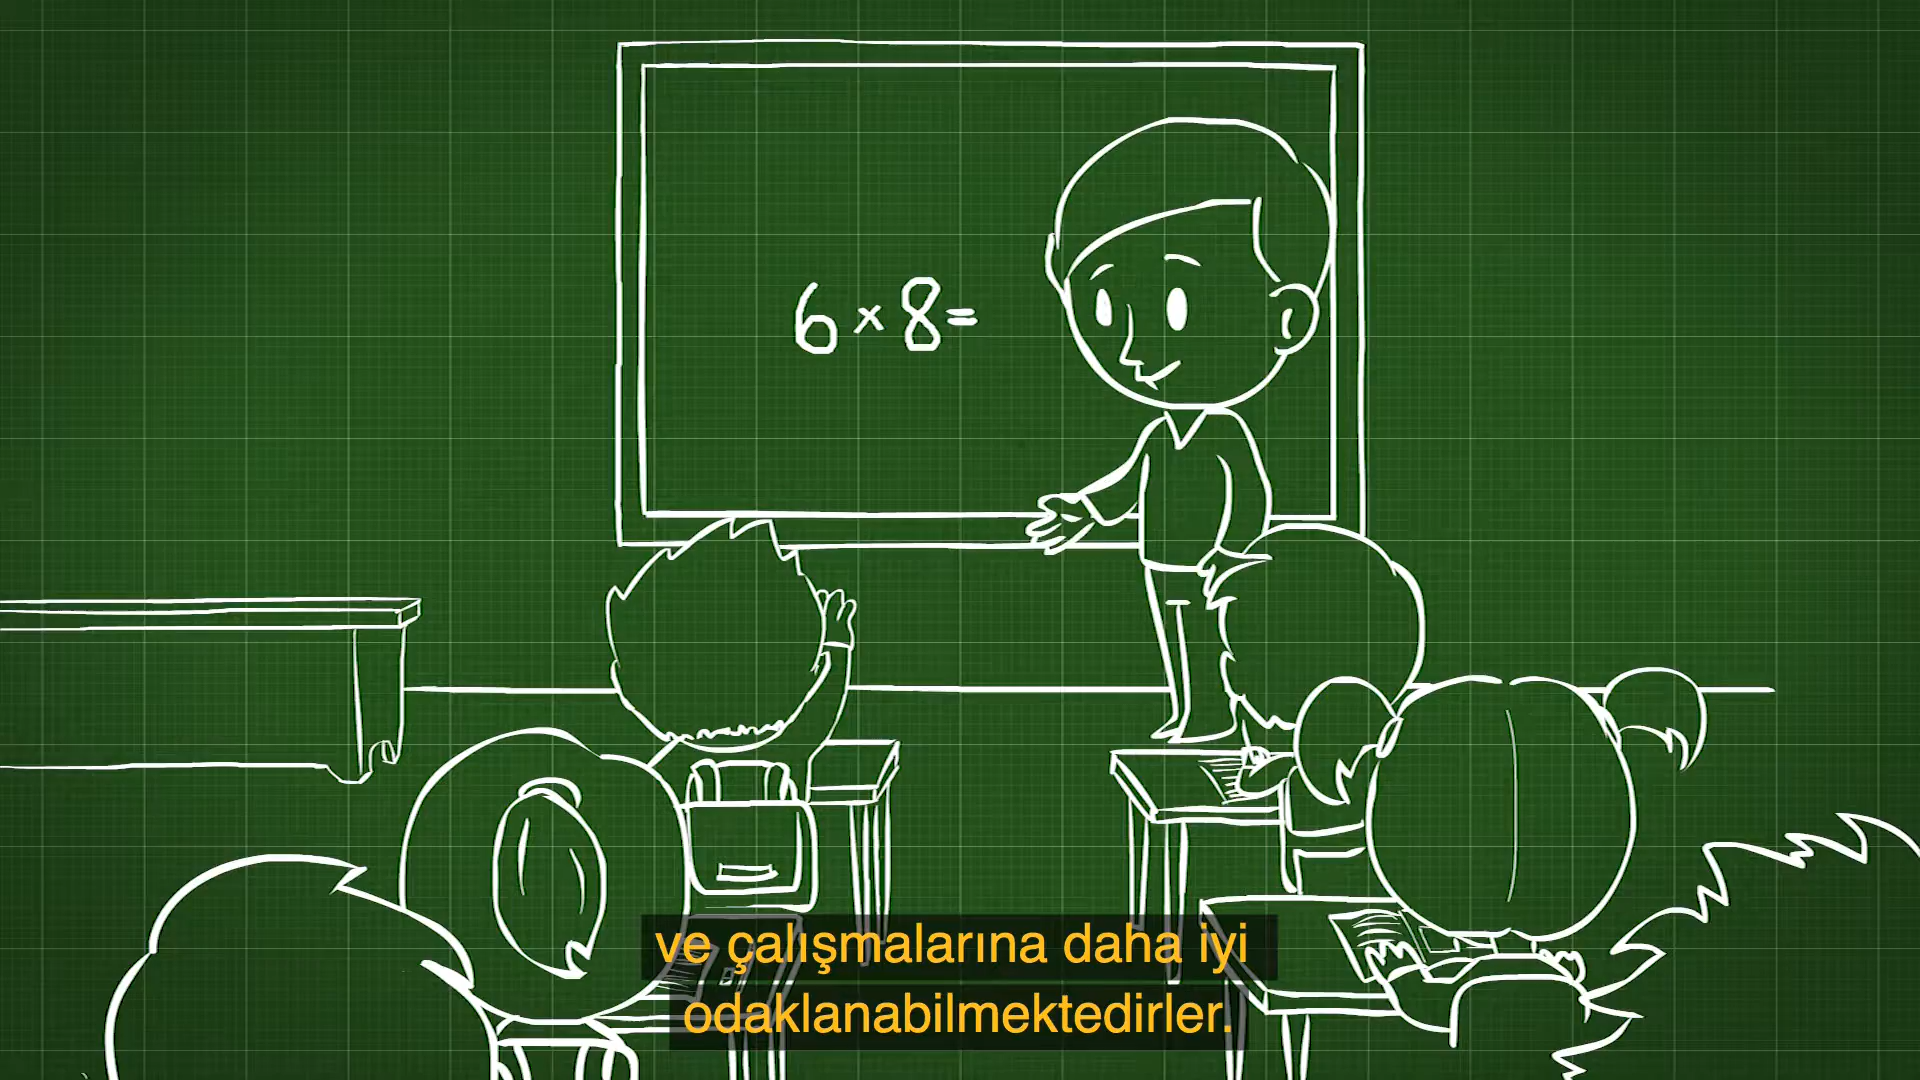 6×8=
ve çalışmalarına daha iyi
odaklanabilmektedirler.